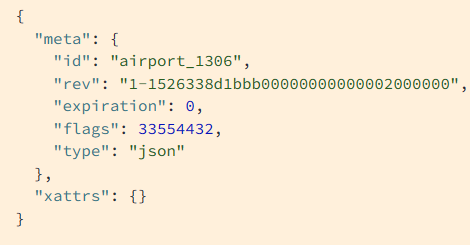 {
  "meta": {
    "id": "airport_1306",
    "rev": "1-1526338d1bbb00000000000002000000",
    "expiration": 0,
    "flags": 33554432,
    "type": "json"
  },
  "xattrs": {}
}